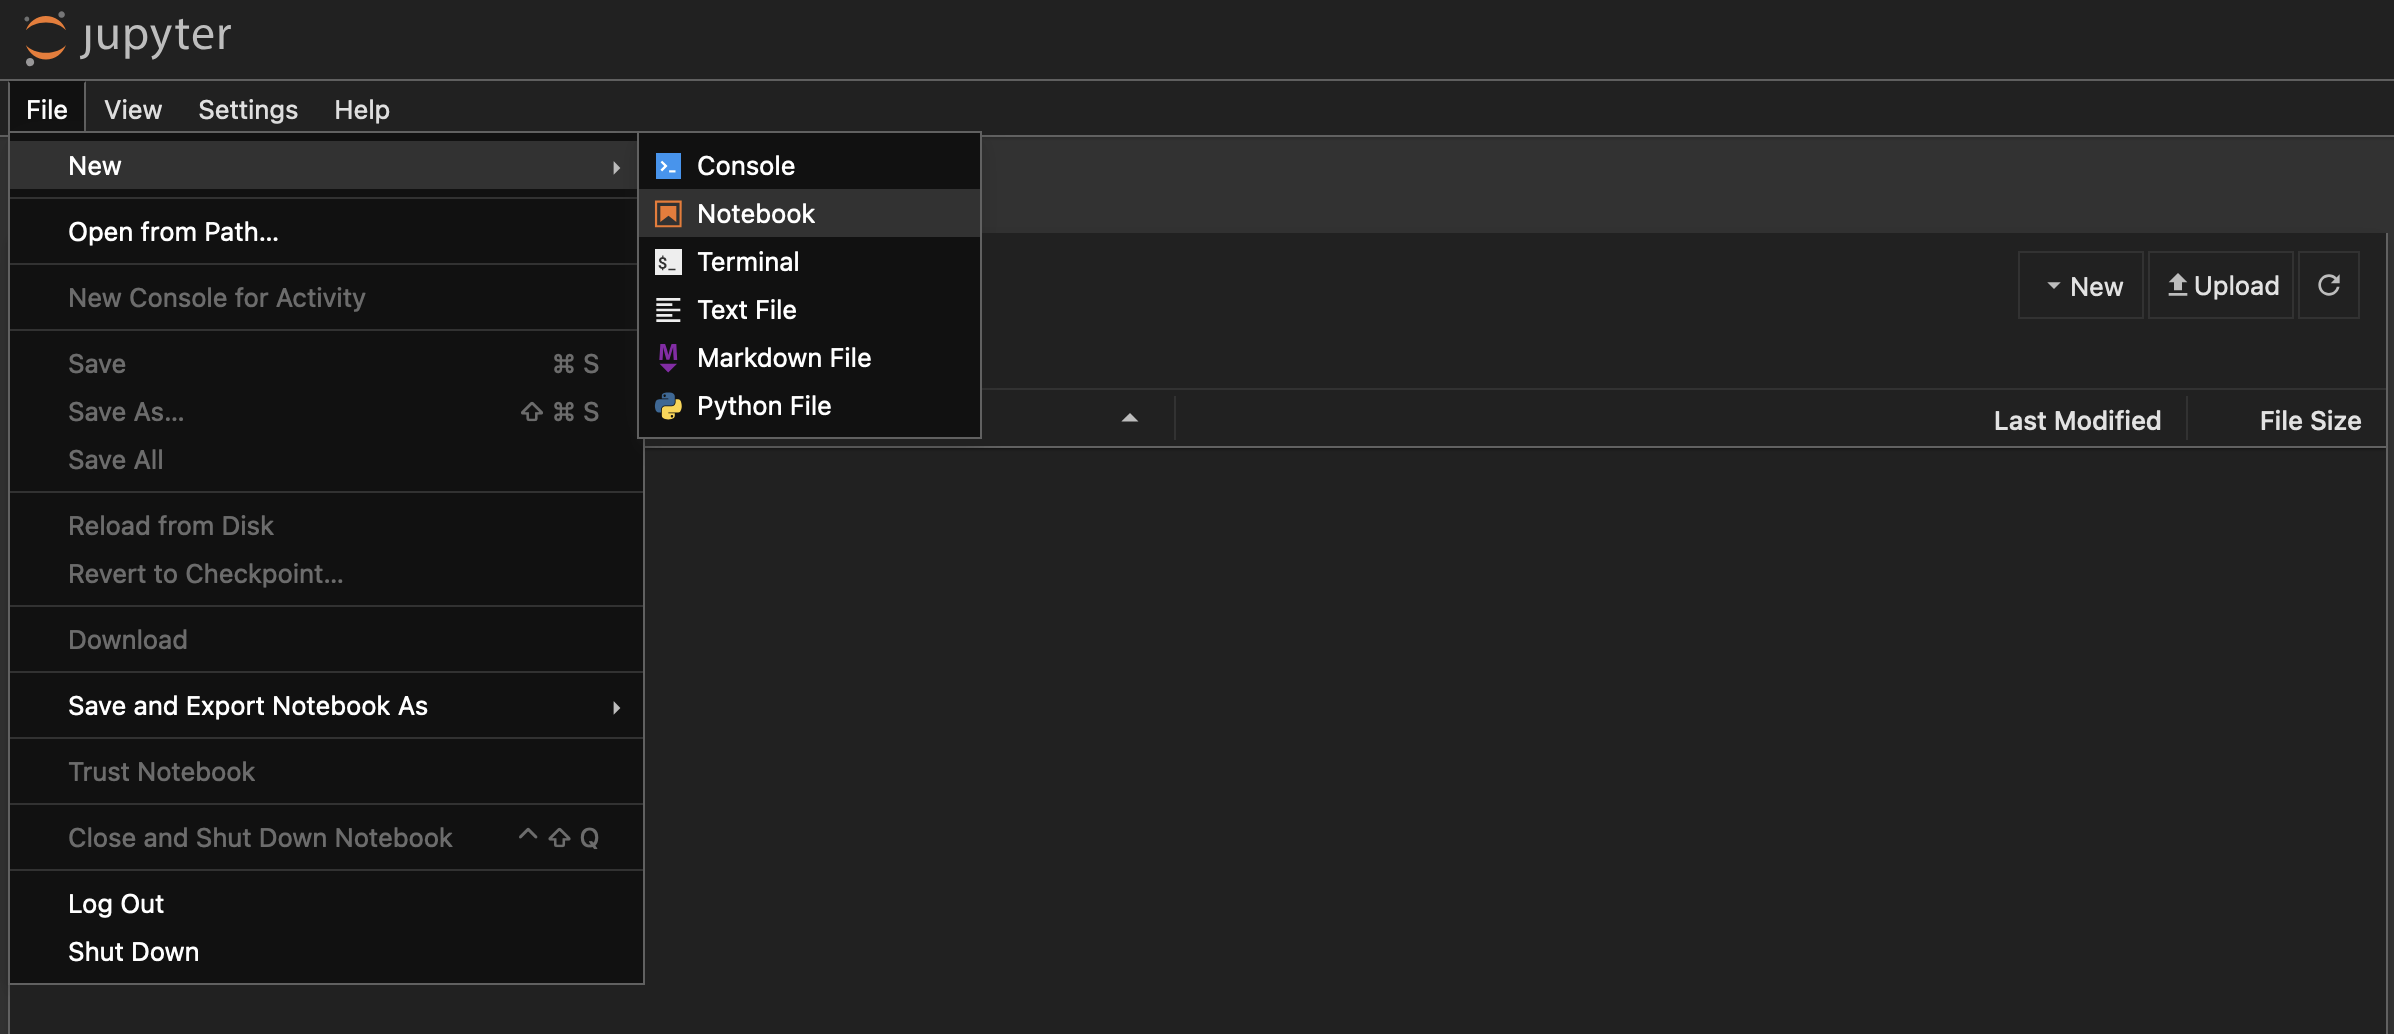 jupyter
File View Settings Help
New
Open from Path...
New Console for Activity
Save ⌘ S
Save As... ⇧ ⌘ S
Save All
Reload from Disk
Revert to Checkpoint...
Download
Save and Export Notebook As
Trust Notebook
Close and Shut Down Notebook ^ ⇧ Q
Log Out
Shut Down
Console
Notebook
$_ Terminal
Text File
M Markdown File
Python File
New Upload
Last Modified File Size